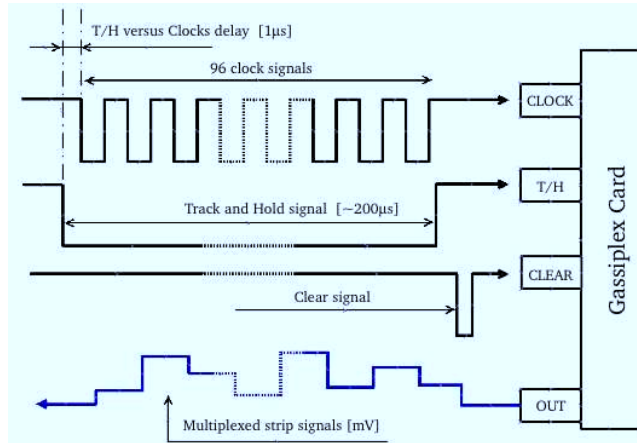 T/H versus Clocks delay [1µs]
96 clock signals
CLOCK
T/H
Track and Hold signal [~200µs]
CLEAR
Clear signal
Gassiplex Card
OUT
Multiplexed strip signals [mV]